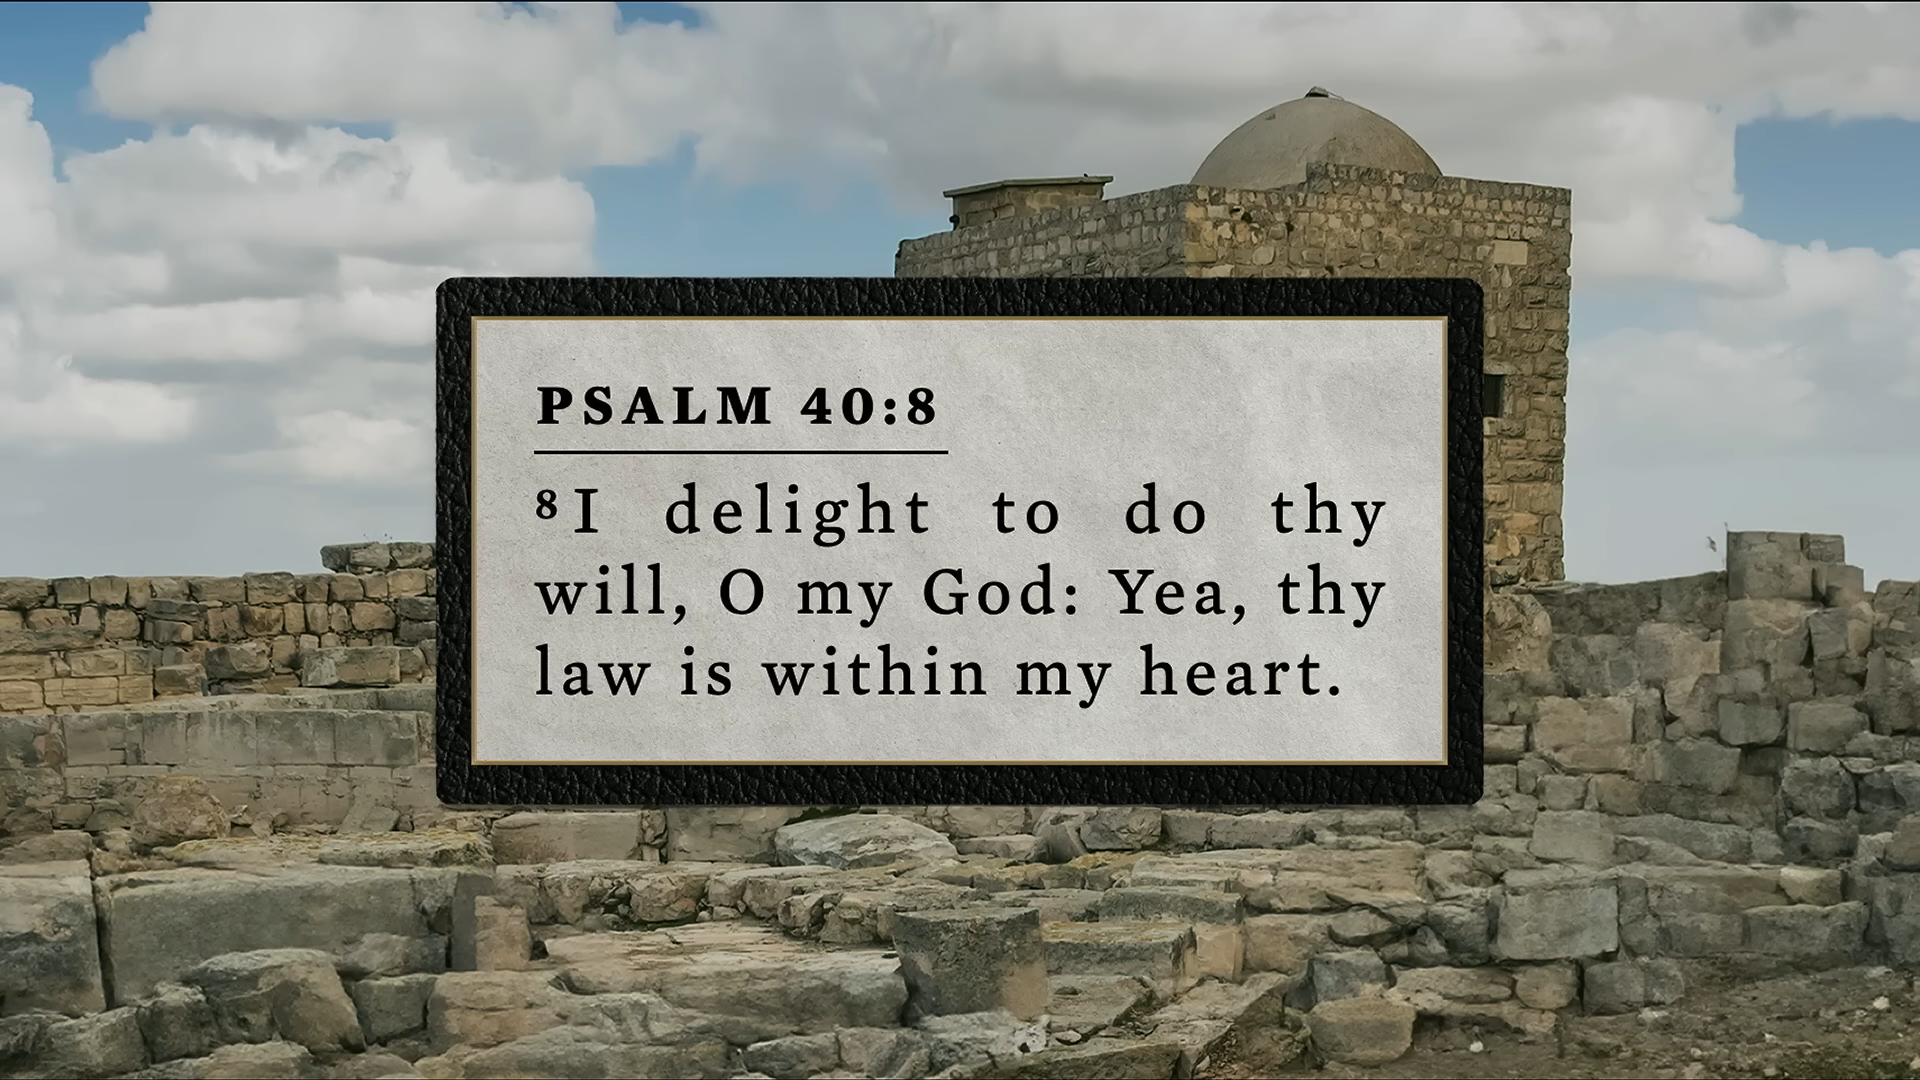 PSALM 40:8
⁸I delight to do thy
will, O my God: Yea, thy
law is within my heart.